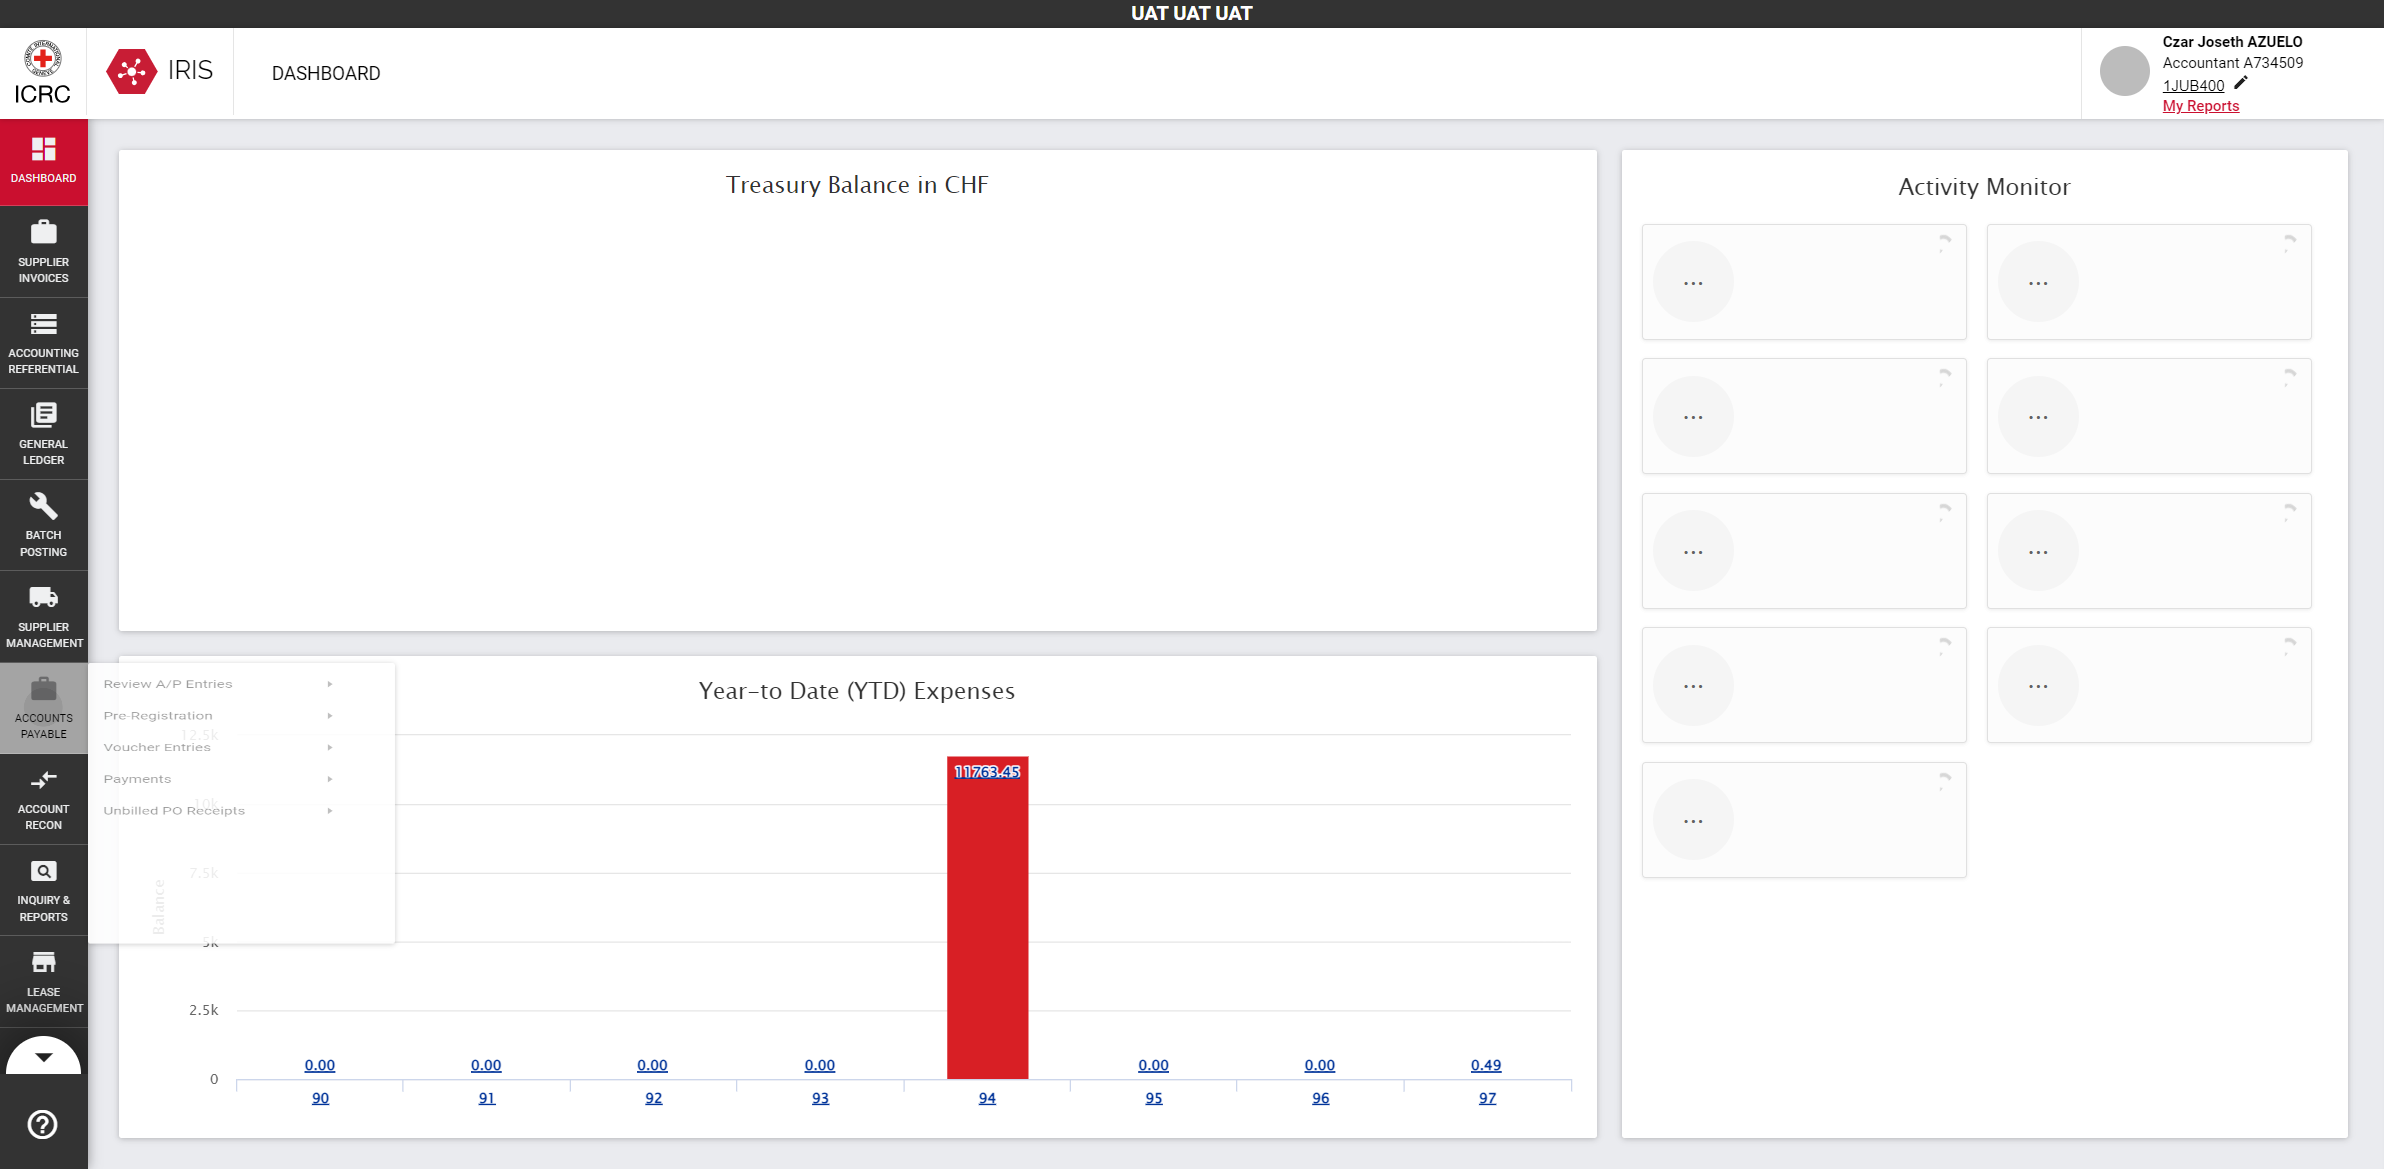 UAT UAT UAT
ICRC
IRIS
DASHBOARD
Czar Joseth AZUELO
Accountant A734509
1JUB400
My Reports
DASHBOARD
SUPPLIER
INVOICES
ACCOUNTING
REFERENTIAL
GENERAL
LEDGER
BATCH
POSTING
SUPPLIER
MANAGEMENT
ACCOUNTS
PAYABLE
ACCOUNT
RECON
INQUIRY &
REPORTS
LEASE
MANAGEMENT
Review A/P Entries
Pre-Registration
Voucher Entries
Payments
Unbilled PO Receipts
Treasury Balance in CHF
Year-to Date (YTD) Expenses
Balance
12.5k
10k
7.5k
5k
2.5k
0
0.00
0.00
0.00
0.00
11763.45
0.00
0.00
0.49
90
91
92
93
94
95
96
97
Activity Monitor
...
...
...
...
...
...
...
...
...